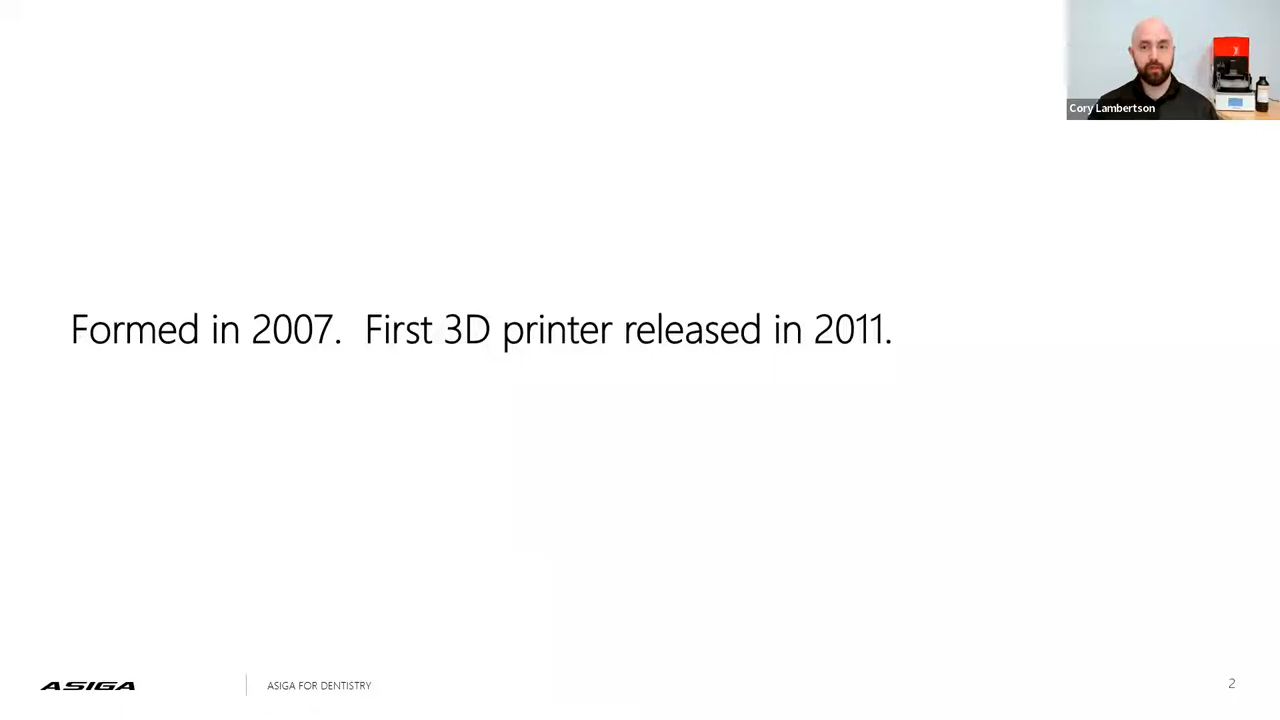 Cory Lambertson
Formed in 2007.  First 3D printer released in 2011.
ASIGA
ASIGA FOR DENTISTRY
2